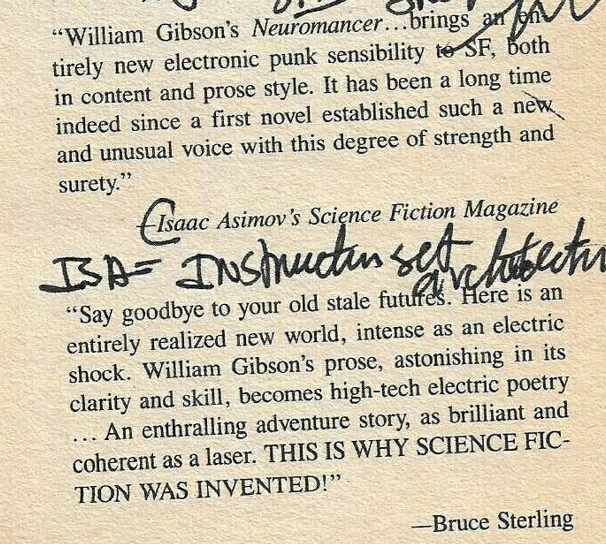 “William Gibson’s Neuromancer...brings an en-
tirely new electronic punk sensibility to SF, both
in content and prose style. It has been a long time
indeed since a first novel established such a new
and unusual voice with this degree of strength and
surety.”
Isaac Asimov’s Science Fiction Magazine
ISA= INstructin set
architectur
“Say goodbye to your old stale futures. Here is an
entirely realized new world, intense as an electric
shock. William Gibson’s prose, astonishing in its
clarity and skill, becomes high-tech electric poetry
... An enthralling adventure story, as brilliant and
coherent as a laser. THIS IS WHY SCIENCE FIC-
TION WAS INVENTED!”
—Bruce Sterling